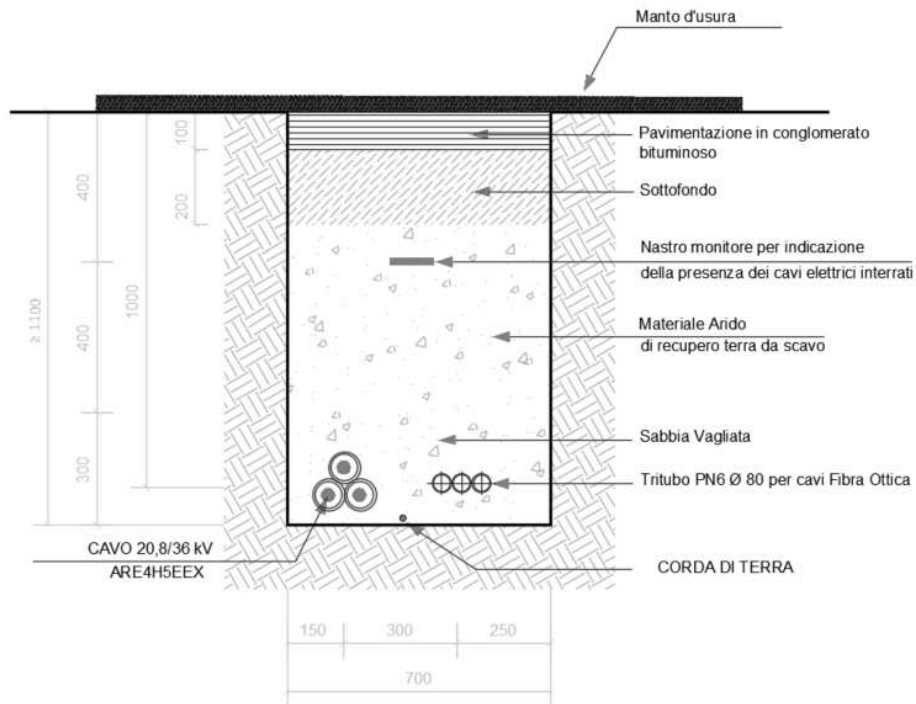 Manto d'usura
Pavimentazione in conglomerato
bituminoso
Sottofondo
Nastro monitore per indicazione
della presenza dei cavi elettrici interrati
Materiale Arido
di recupero terra da scavo
Sabbia Vagliata
Tritubo PN6 Ø 80 per cavi Fibra Ottica
CORDA DI TERRA
CAVO 20,8/36 kV
ARE4H5EEX
≥ 1100
400
400
300
1000
100
200
150
300
250
700